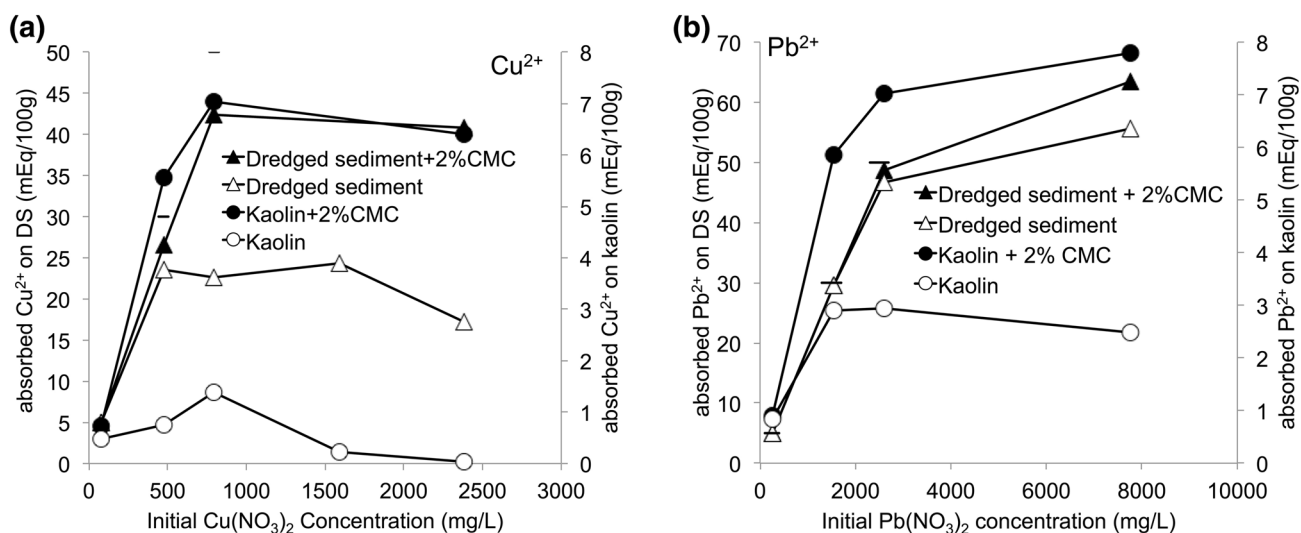 (a)
Cu²⁺
absorbed Cu²⁺ on DS (mEq/100g)
50
45
40
35
30
25
20
15
10
5
0
8
7
6
5
4
3
2
1
0
absorbed Cu²⁺ on kaolin (mEq/100g)
Dredged sediment+2%CMC
Dredged sediment
Kaolin+2%CMC
Kaolin
0 500 1000 1500 2000 2500 3000
Initial Cu(NO₃)₂ Concentration (mg/L)
(b)
Pb²⁺
absorbed Pb²⁺ on DS (mEq/100g)
70
60
50
40
30
20
10
0
8
7
6
5
4
3
2
1
0
absorbed Pb²⁺ on kaolin (mEq/100g)
Dredged sediment + 2%CMC
Dredged sediment
Kaolin + 2% CMC
Kaolin
0 2000 4000 6000 8000 10000
Initial Pb(NO₃)₂ concentration (mg/L)